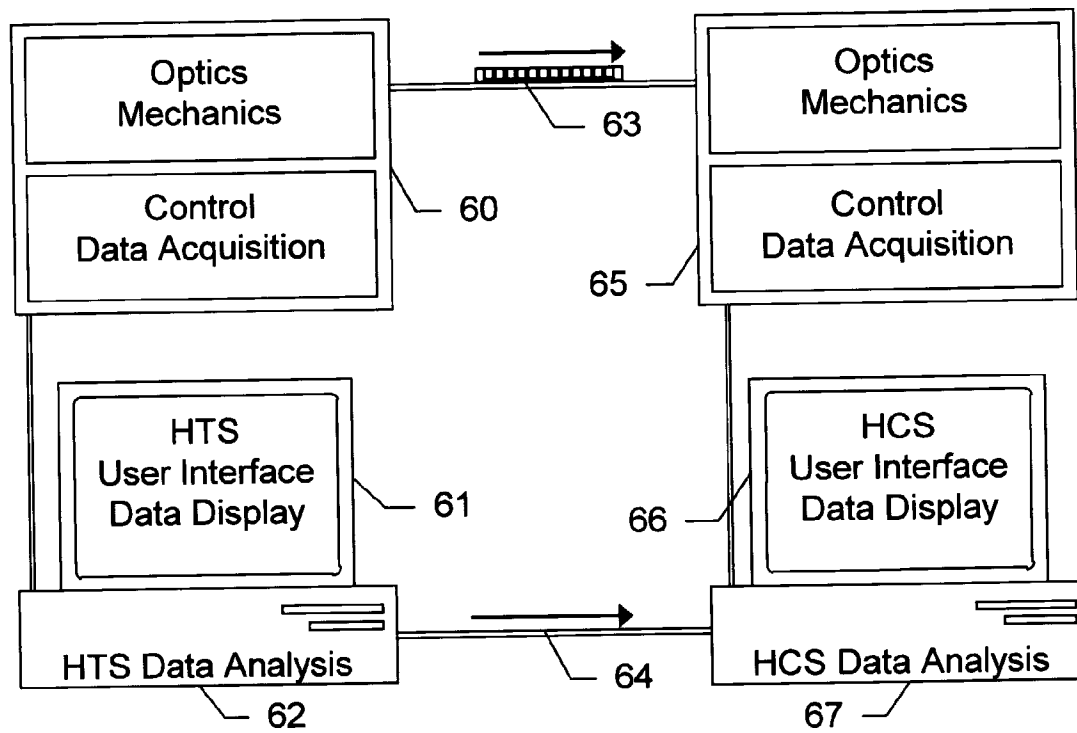 Optics
Mechanics
Control
Data Acquisition
60
63
Optics
Mechanics
Control
Data Acquisition
65
HTS
User Interface
Data Display
61
HTS Data Analysis
62
64
HCS
User Interface
Data Display
66
HCS Data Analysis
67